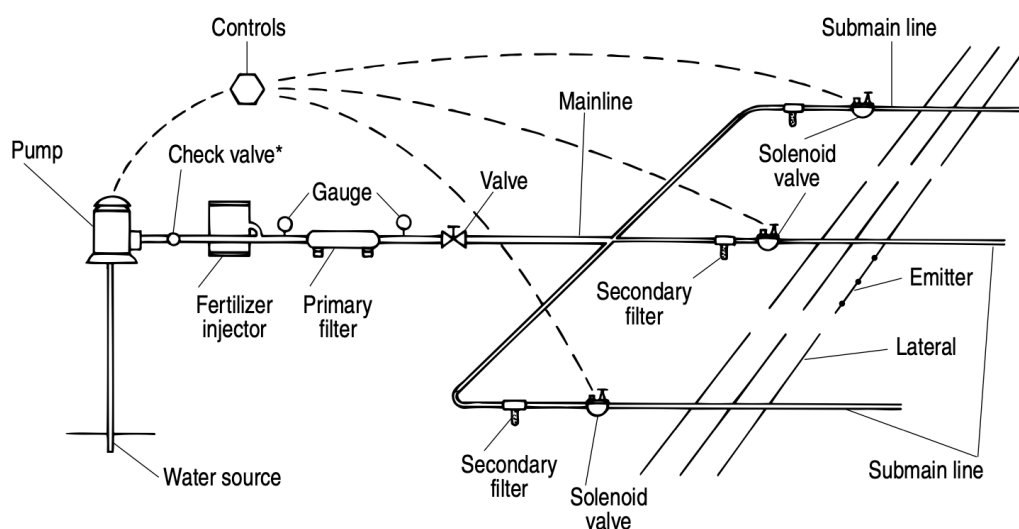 Controls
Submain line
Mainline
Pump
Check valve*
Gauge
Valve
Solenoid
valve
Fertilizer
injector
Primary
filter
Secondary
filter
Emitter
Lateral
Water source
Secondary
filter
Solenoid
valve
Submain line